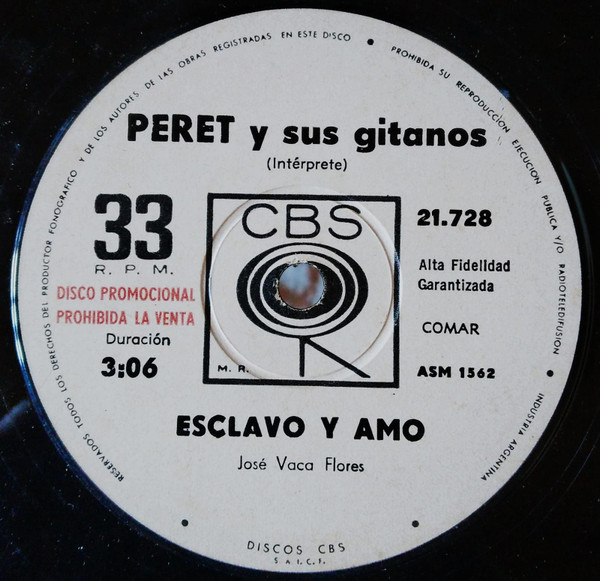 RESERVADOS TODOS LOS DERECHOS DEL PRODUCTOR FONOGRAFICO Y DE LOS AUTORES DE LAS OBRAS REGISTRADAS EN ESTE DISCO • PROHIBIDA SU REPRODUCCION EJECUCION PUBLICA Y/O RADIOTELEDIFUSION • INDUSTRIA ARGENTINA
PERET y sus gitanos
(Intérprete)
33
R. P. M.
DISCO PROMOCIONAL
PROHIBIDA LA VENTA
Duración
3:06
CBS
M. R.
21.728
Alta Fidelidad
Garantizada
COMAR
ASM 1562
ESCLAVO Y AMO
José Vaca Flores
DISCOS CBS
S.A.I.C.F.